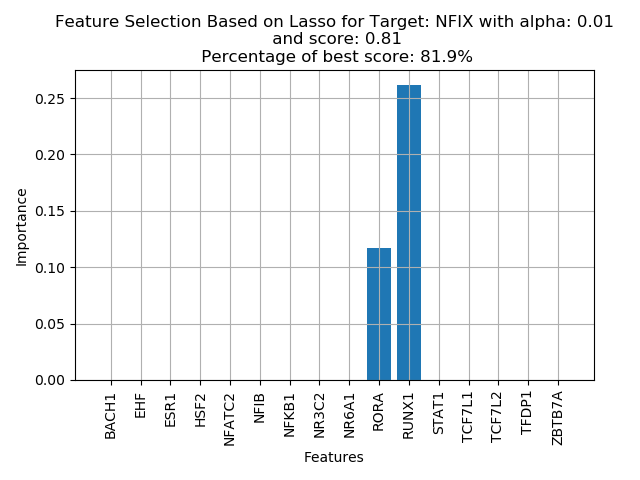 Feature Selection Based on Lasso for Target: NFIX with alpha: 0.01
and score: 0.81
Percentage of best score: 81.9%
0.25
0.20
0.15
0.10
0.05
0.00
Importance
BACH1
EHF
ESR1
HSF2
NFATC2
NFIB
NFKB1
NR3C2
NR6A1
RORA
RUNX1
STAT1
TCF7L1
TCF7L2
TFDP1
ZBTB7A
Features